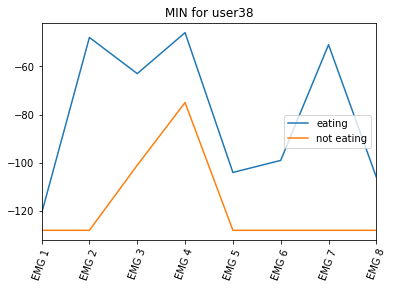 MIN for user38
−60
−80
−100
−120
eating
not eating
EMG 1
EMG 2
EMG 3
EMG 4
EMG 5
EMG 6
EMG 7
EMG 8